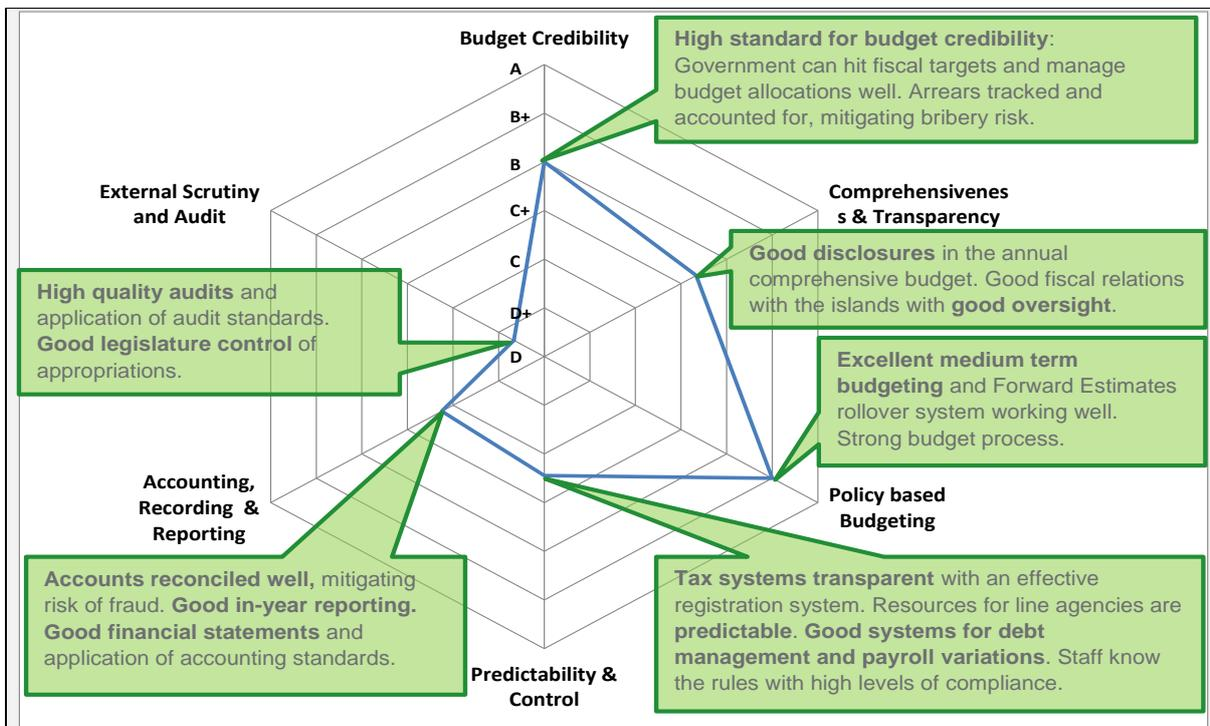 Budget Credibility
A
B+
B
C+
C
D+
D
High standard for budget credibility:
Government can hit fiscal targets and manage
budget allocations well. Arrears tracked and
accounted for, mitigating bribery risk.
External Scrutiny
and Audit
Comprehensivenes
s & Transparency
Good disclosures in the annual
comprehensive budget. Good fiscal relations
with the islands with good oversight.
High quality audits and
application of audit standards.
Good legislature control of
appropriations.
Excellent medium term
budgeting and Forward Estimates
rollover system working well.
Strong budget process.
Accounting,
Recording &
Reporting
Policy based
Budgeting
Accounts reconciled well, mitigating
risk of fraud. Good in-year reporting.
Good financial statements and
application of accounting standards.
Tax systems transparent with an effective
registration system. Resources for line agencies are
predictable. Good systems for debt
management and payroll variations. Staff know
the rules with high levels of compliance.
Predictability &
Control